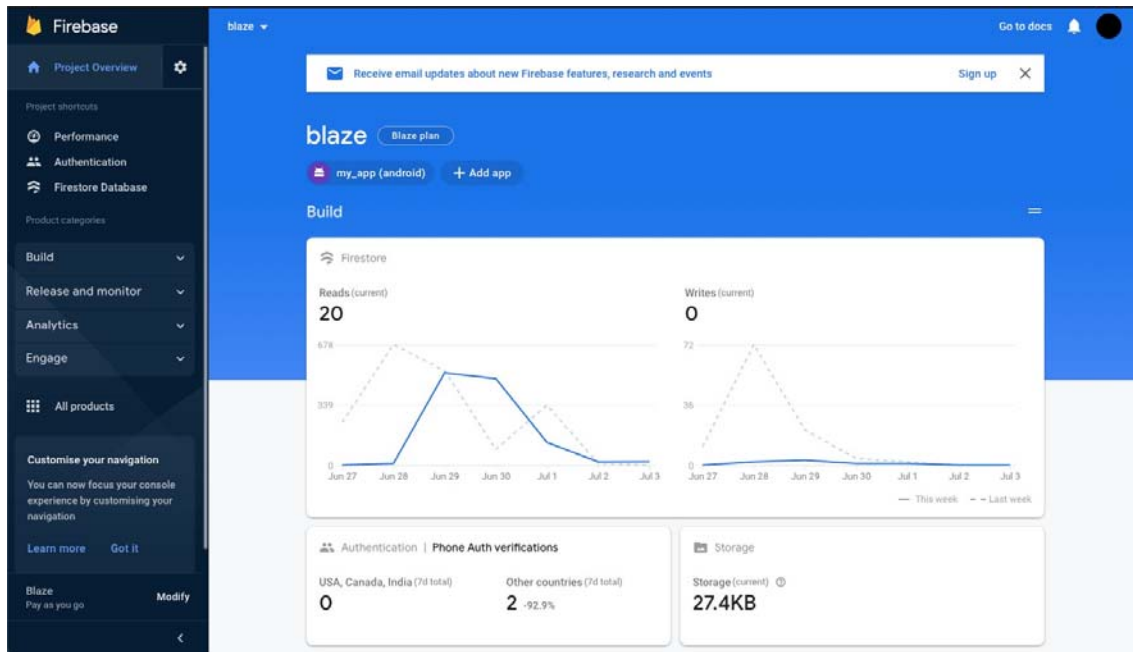 Firebase
blaze
Go to docs
Project Overview
Receive email updates about new Firebase features, research and events
Sign up
Project shortcuts
Performance
Authentication
Firestore Database
Product categories
Build
Release and monitor
Analytics
Engage
All products
Customise your navigation
You can now focus your console
experience by customising your
navigation
Learn more Got it
Blaze
Pay as you go
Modify
blaze Blaze plan
my_app (android) + Add app
Build
Firestore
Reads (current)
20
678
339
0
Jun 27 Jun 28 Jun 29 Jun 30 Jul 1 Jul 2 Jul 3
Writes (current)
0
72
36
0
Jun 27 Jun 28 Jun 29 Jun 30 Jul 1 Jul 2 Jul 3
This week Last week
Authentication | Phone Auth verifications
USA, Canada, India (7d total)
0
Other countries (7d total)
2 -92.9%
Storage
Storage (current)
27.4KB